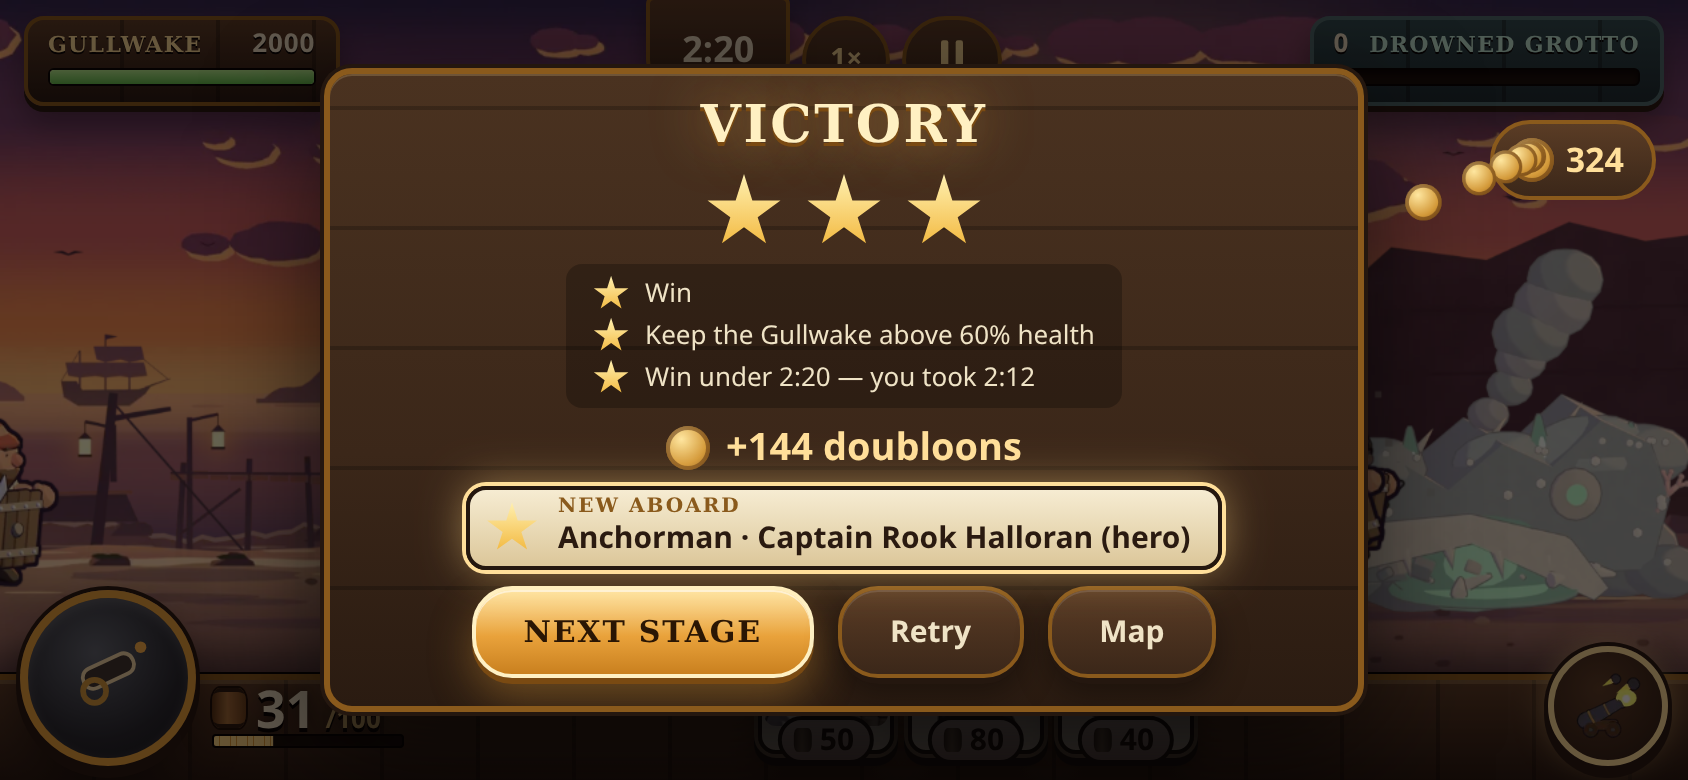 GULLWAKE 2000
2:20
1×
0 DROWNED GROTTO
324
VICTORY
Win
Keep the Gullwake above 60% health
Win under 2:20 — you took 2:12
+144 doubloons
NEW ABOARD
Anchorman · Captain Rook Halloran (hero)
NEXT STAGE
Retry
Map
31 /100
50
80
40